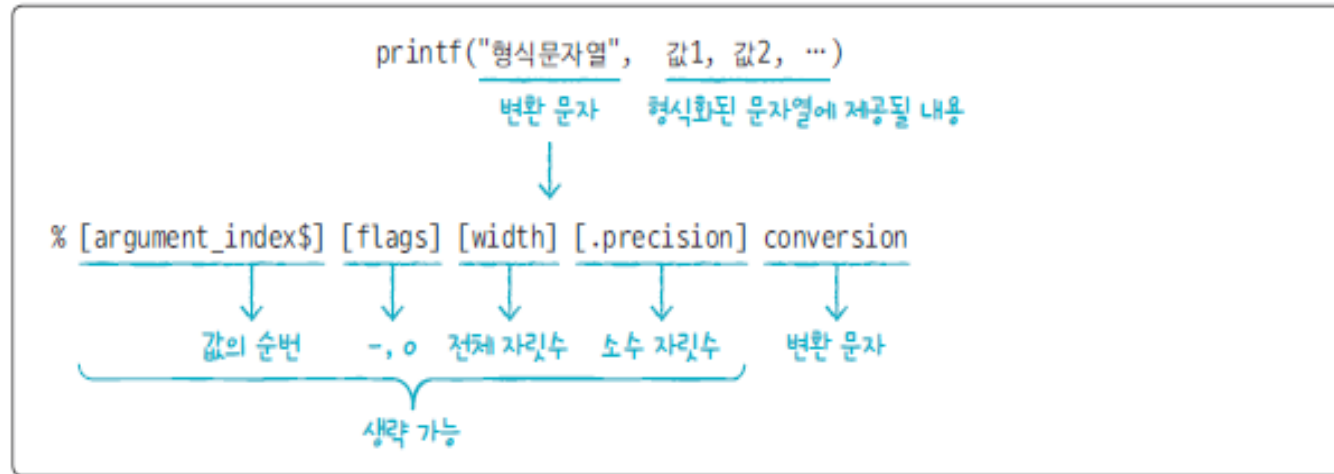 printf("형식문자열", 값1, 값2, …)
변환 문자 형식화된 문자열에 제공될 내용
% [argument_index$] [flags] [width] [.precision] conversion
값의 순번 -, 0 전체 자릿수 소수 자릿수 변환 문자
생략 가능